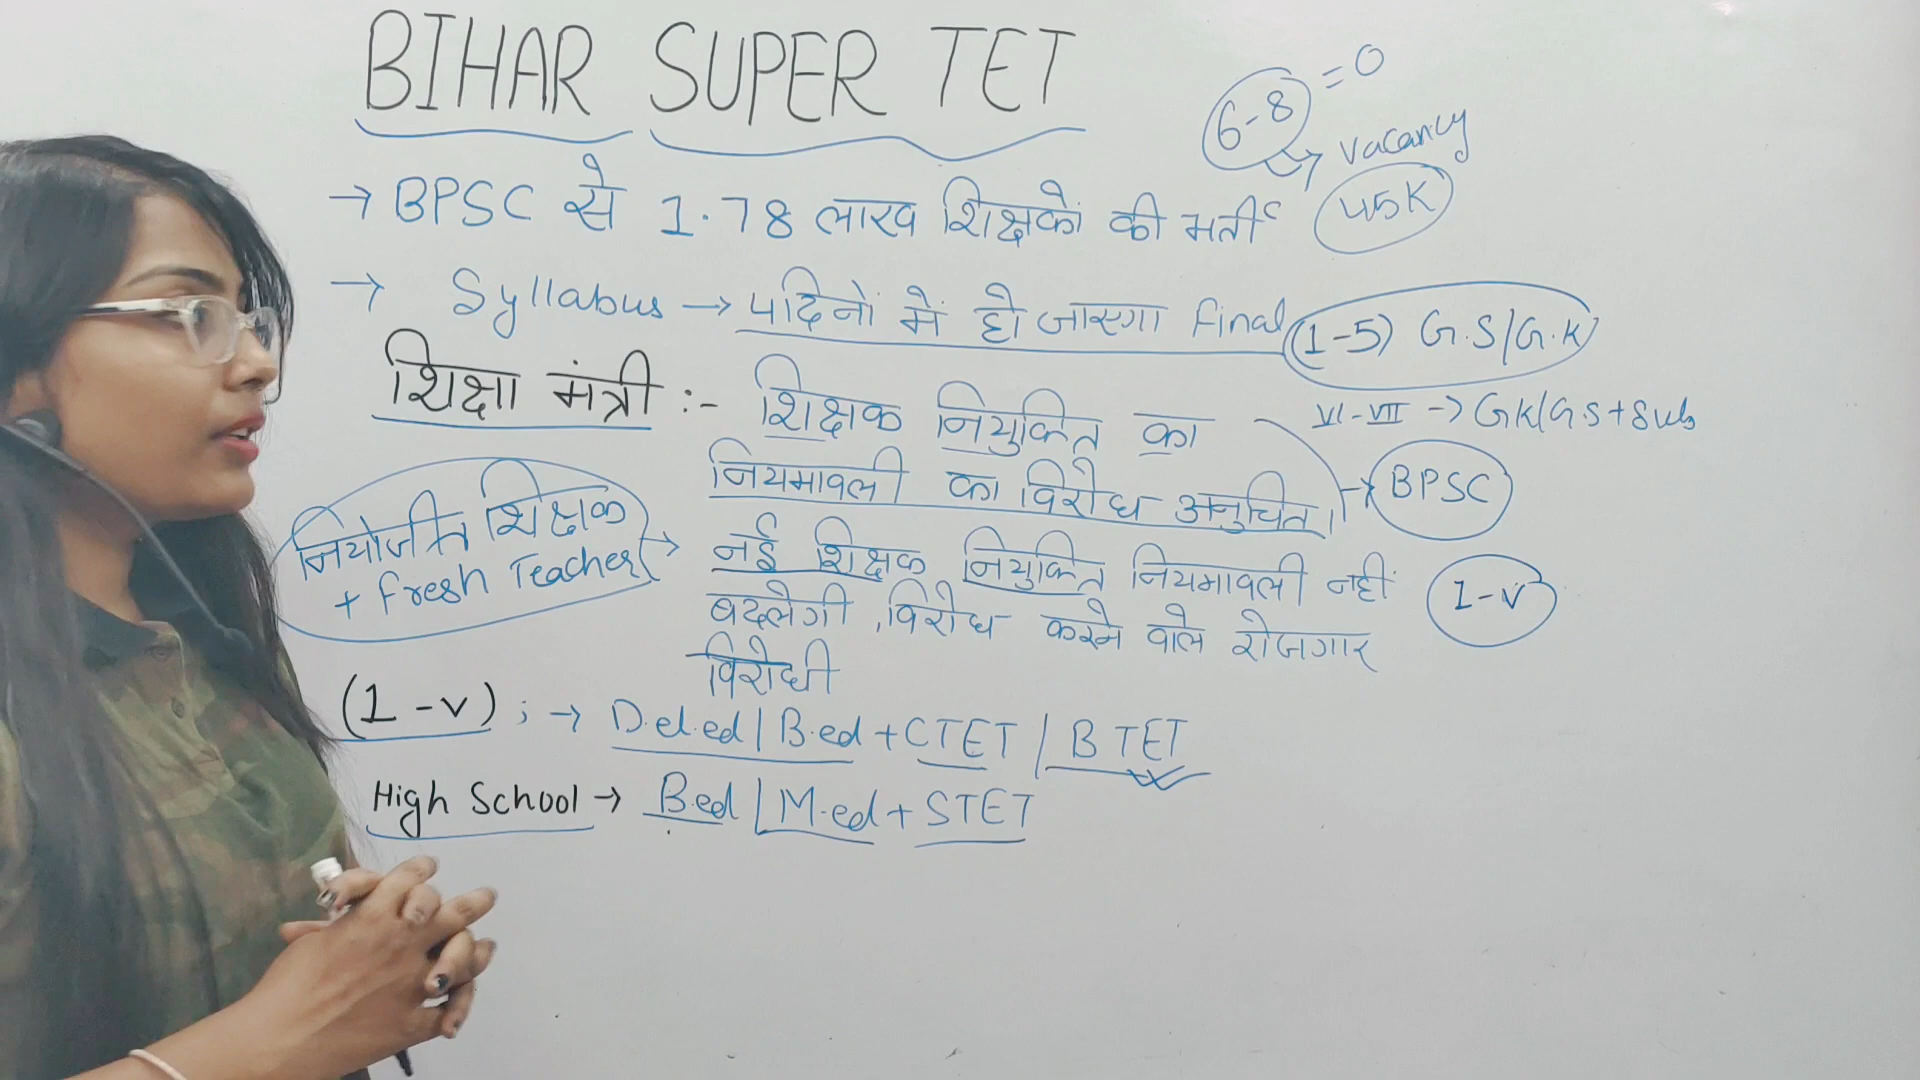 BIHAR SUPER TET
6-8 = 0
→ vacancy
45K
→ BPSC से 1.78 लाख शिक्षकों की भर्ती
→ Syllabus → 4 दिनों में हो जाएगा final
(1-5) G.S/G.K
VI-VIII → GK/G.S + Sub
शिक्षा मंत्री :- शिक्षक नियुक्ति का
नियमावली का विरोध अनुचित। → BPSC
नियोजीत शिक्षक
+ fresh Teacher →
नई शिक्षक नियुक्ति नियमावली नहीं
1-V
बदलेगी, विरोध करने वाले रोजगार
विरोधी
(1-V) ; → D.el.ed | B.ed + CTET / BTET
High School → B.ed | M.ed + STET